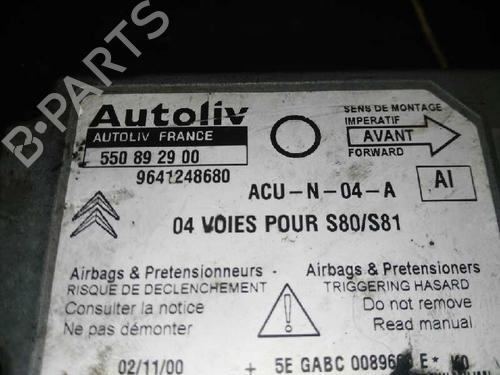 Autoliv
AUTOLIV FRANCE
550 89 29 00
9641248680
SENS DE MONTAGE
IMPERATIF
AVANT
FORWARD
ACU-N-04-A
AI
04 VOIES POUR S80/S81
Airbags & Pretensionneurs
RISQUE DE DECLENCHEMENT
Consulter la notice
Ne pas démonter
Airbags & Pretensioners
TRIGGERING HASARD
Do not remove
Read manual
02/11/00 + 5E GABC E*
B-PARTS